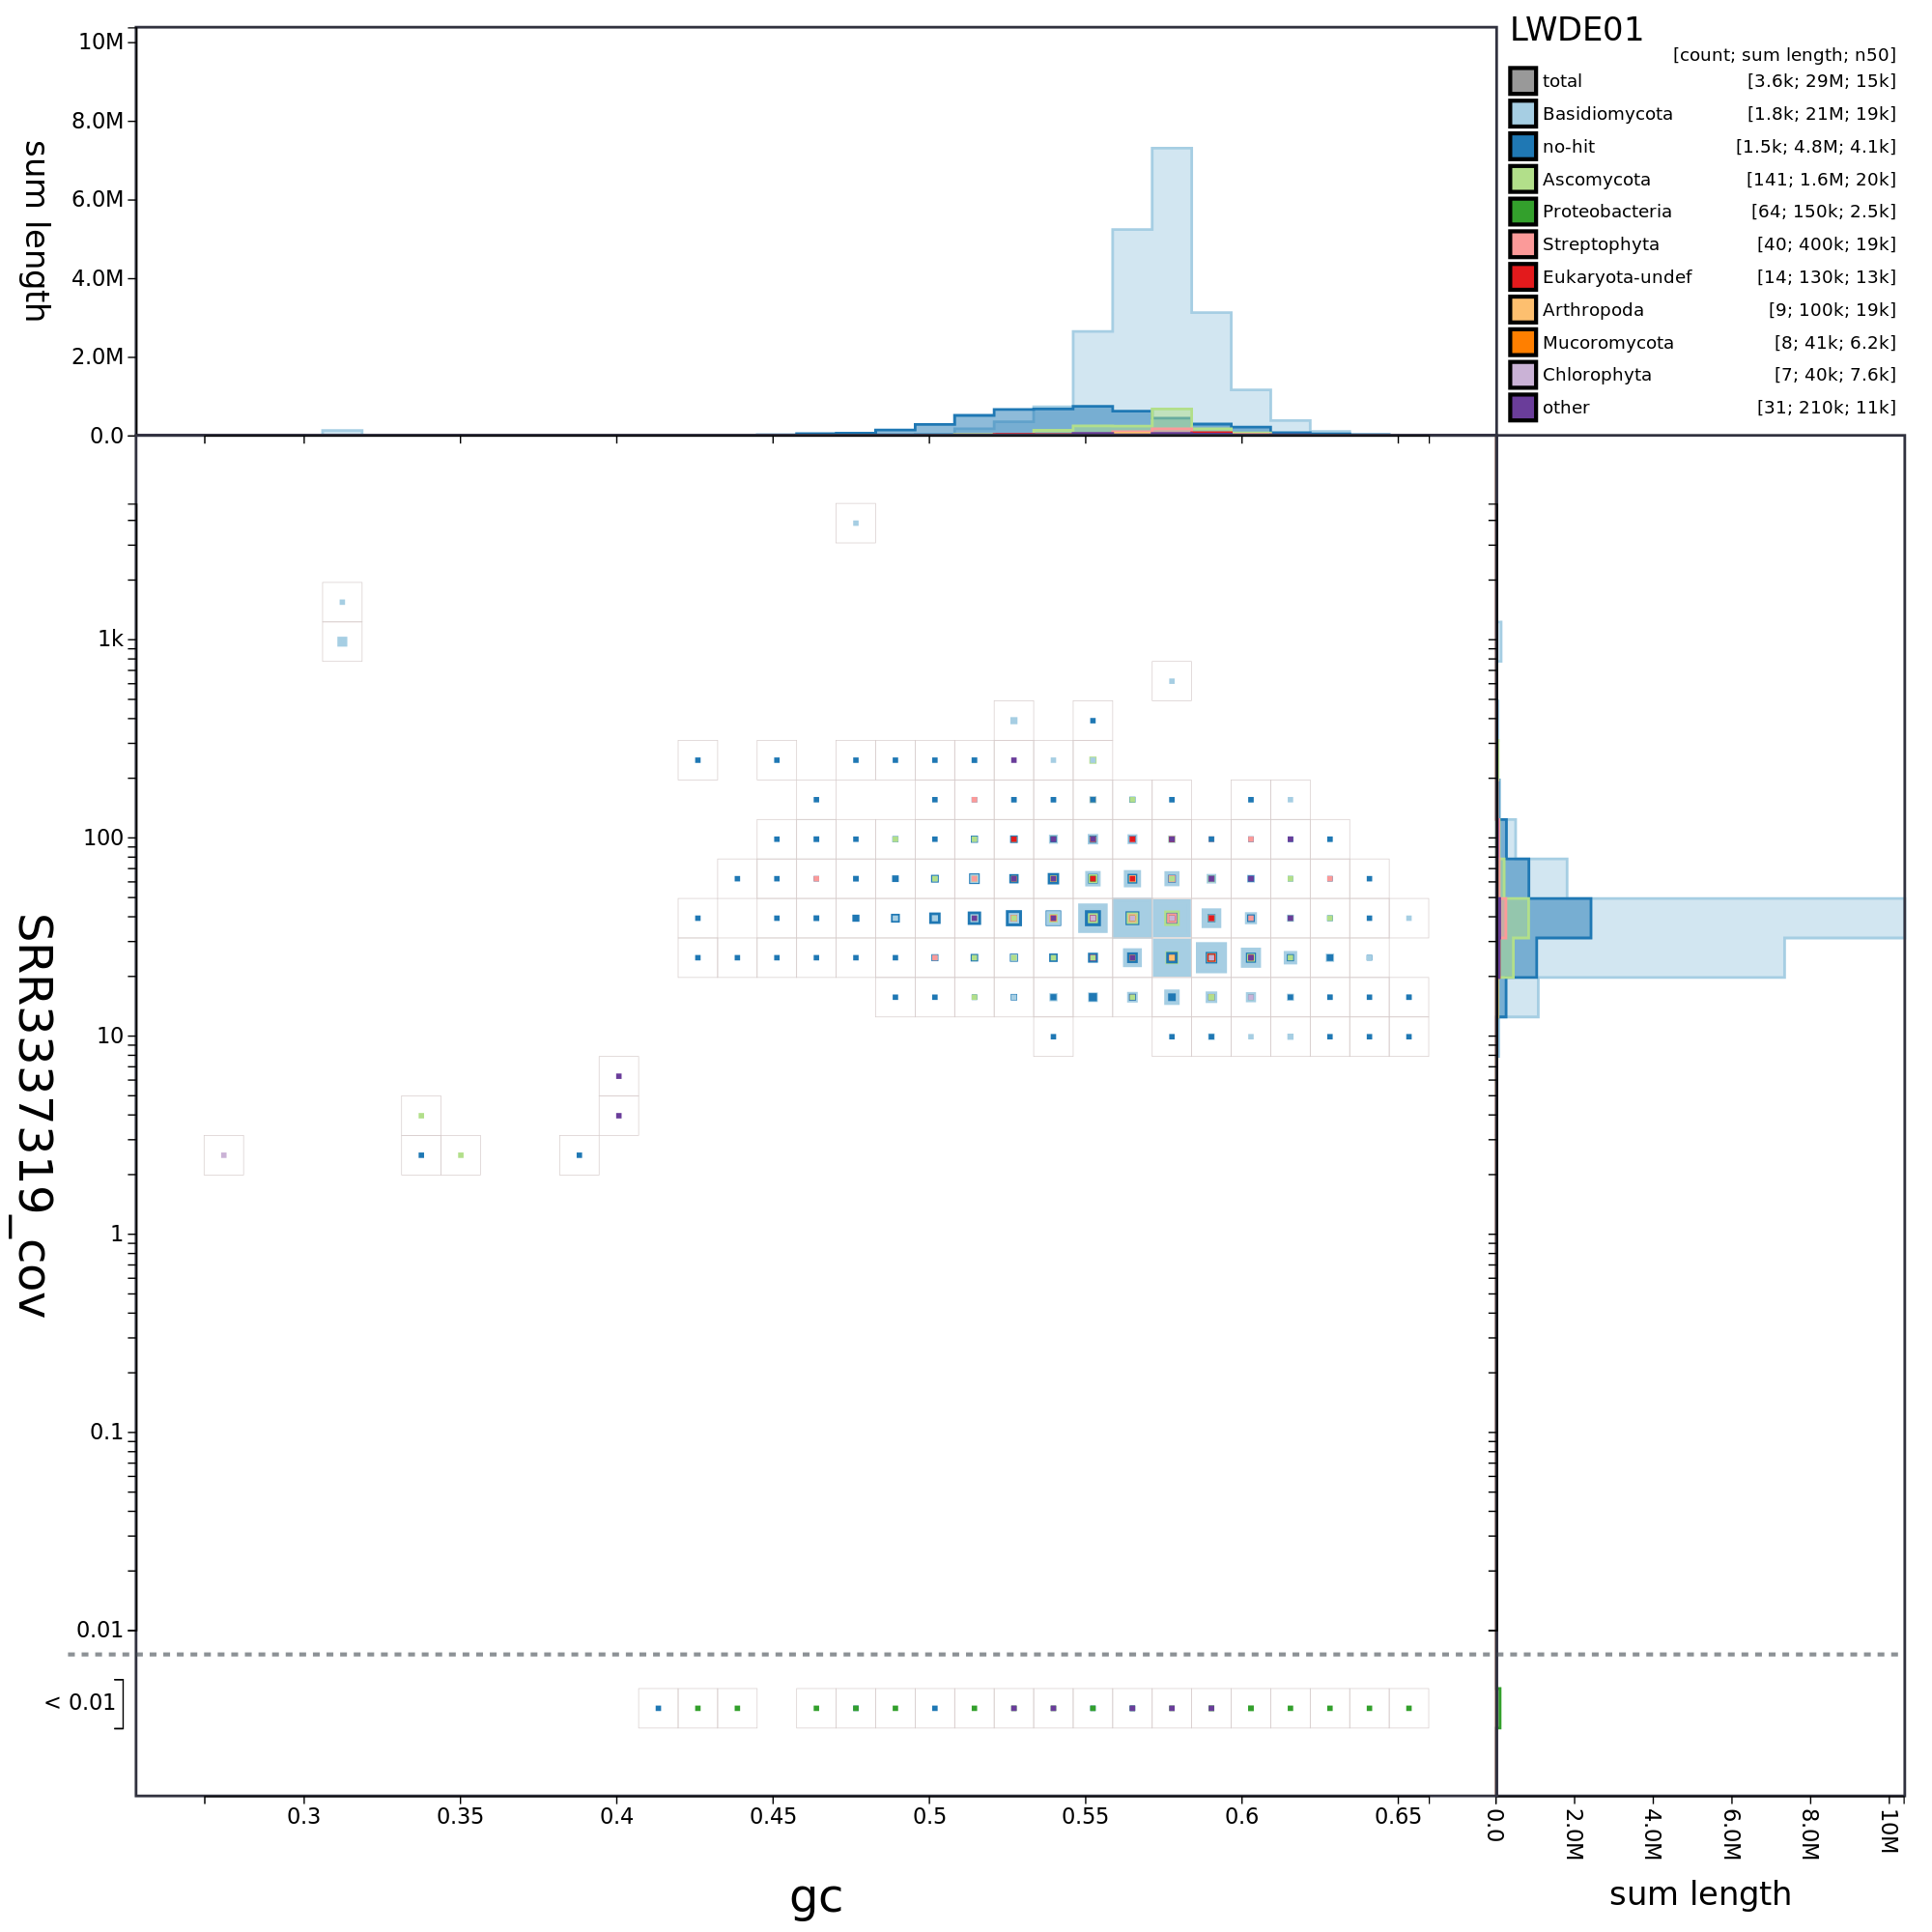 LWDE01
[count; sum length; n50]
total [3.6k; 29M; 15k]
Basidiomycota [1.8k; 21M; 19k]
no-hit [1.5k; 4.8M; 4.1k]
Ascomycota [141; 1.6M; 20k]
Proteobacteria [64; 150k; 2.5k]
Streptophyta [40; 400k; 19k]
Eukaryota-undef [14; 130k; 13k]
Arthropoda [9; 100k; 19k]
Mucoromycota [8; 41k; 6.2k]
Chlorophyta [7; 40k; 7.6k]
other [31; 210k; 11k]
sum length
10M
8.0M
6.0M
4.0M
2.0M
0.0
SRR3337319_cov
1k
100
10
1
0.1
0.01
< 0.01
0.3 0.35 0.4 0.45 0.5 0.55 0.6 0.65
gc
0.0 2.0M 4.0M 6.0M 8.0M 10M
sum length